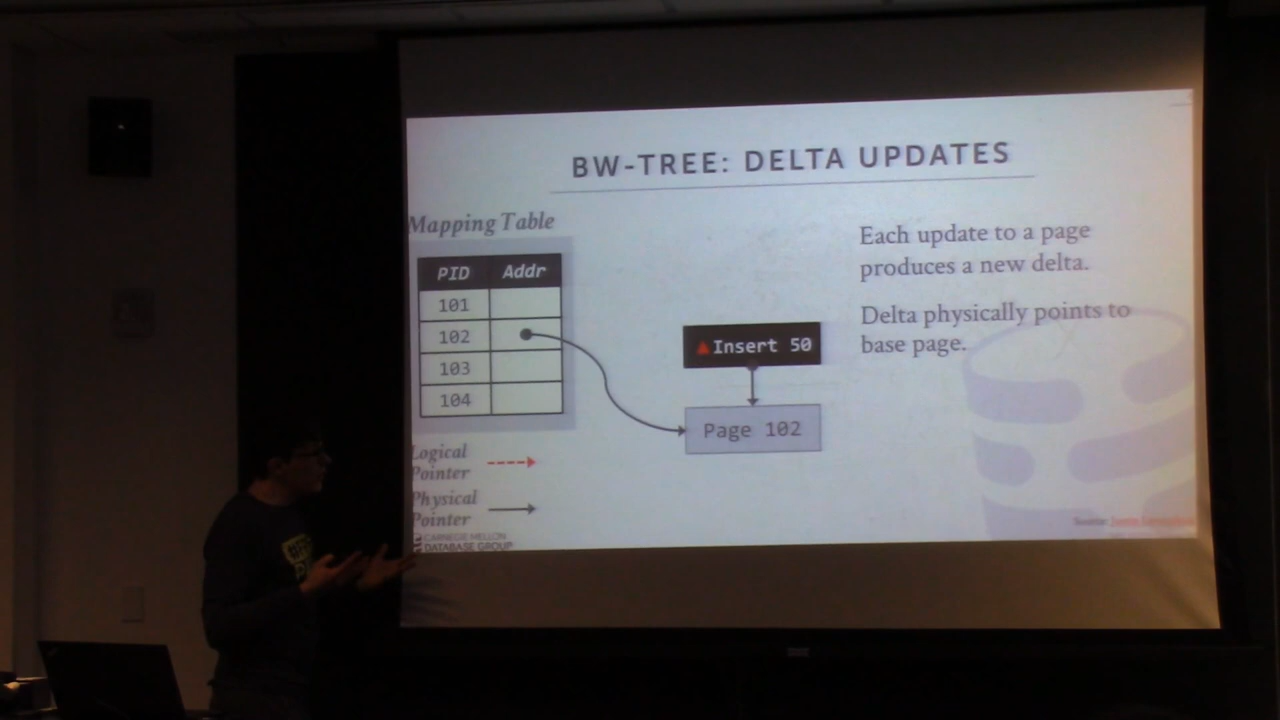 BW-TREE: DELTA UPDATES
Mapping Table
PID Addr
101
102
103
104
Logical
Pointer
Physical
Pointer
CARNEGIE MELLON
DATABASE GROUP
▲Insert 50
Page 102
Each update to a page
produces a new delta.
Delta physically points to
base page.
Source: